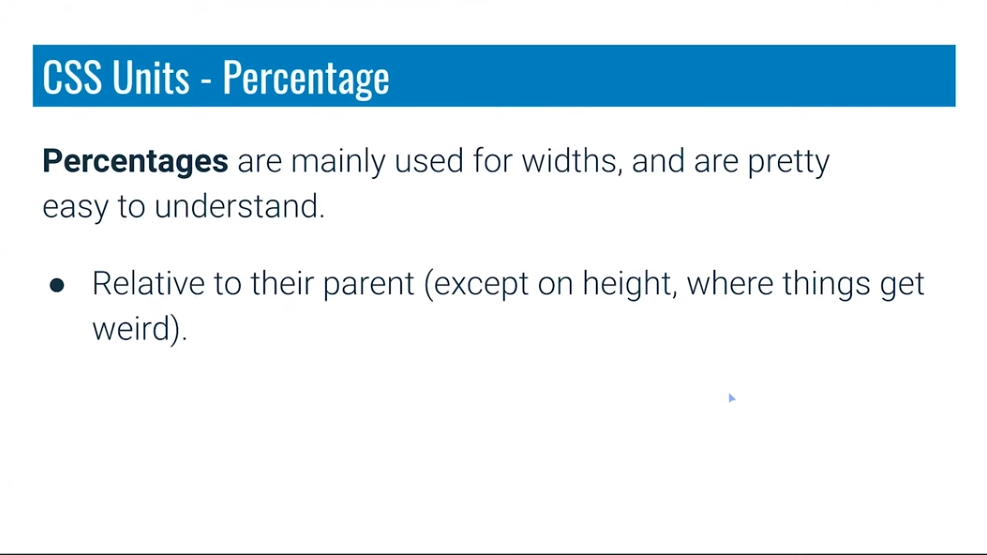 CSS Units - Percentage
Percentages are mainly used for widths, and are pretty
easy to understand.
● Relative to their parent (except on height, where things get
weird).